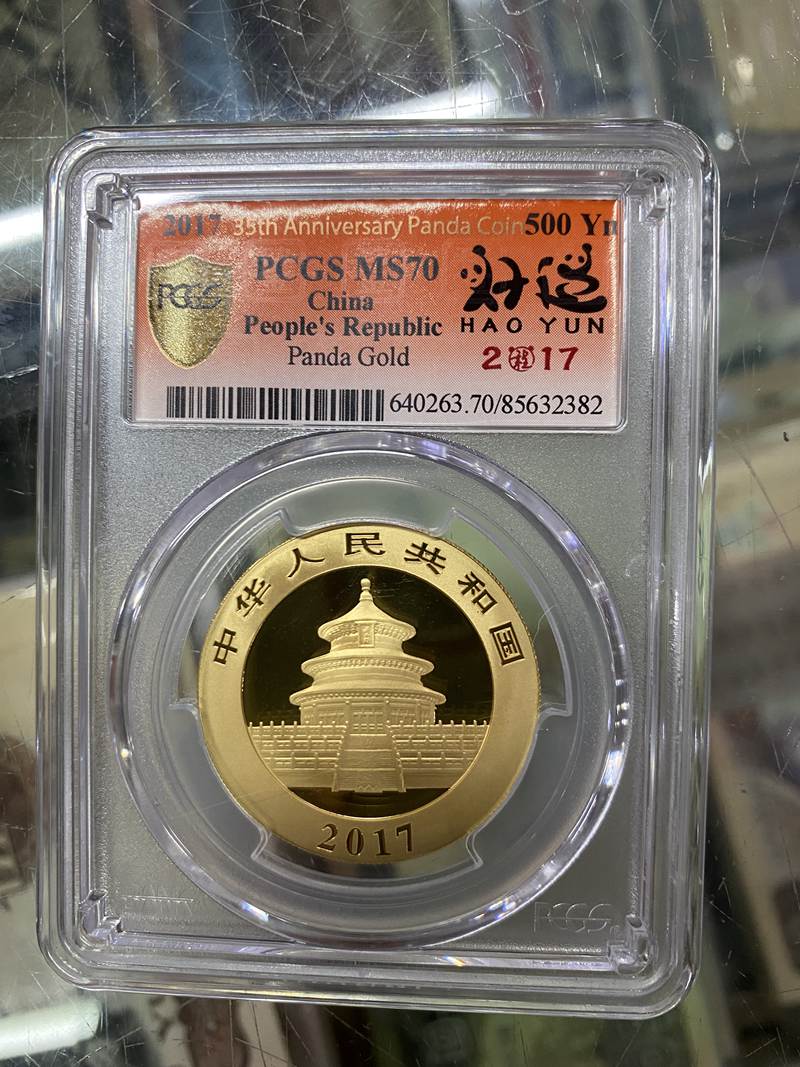 2017 35th Anniversary Panda Coin 500 Yn
PCGS
PCGS MS70
China
People's Republic
Panda Gold
好运
HAO YUN
2017
640263.70/85632382
中华人民共和国
2017
PCGS